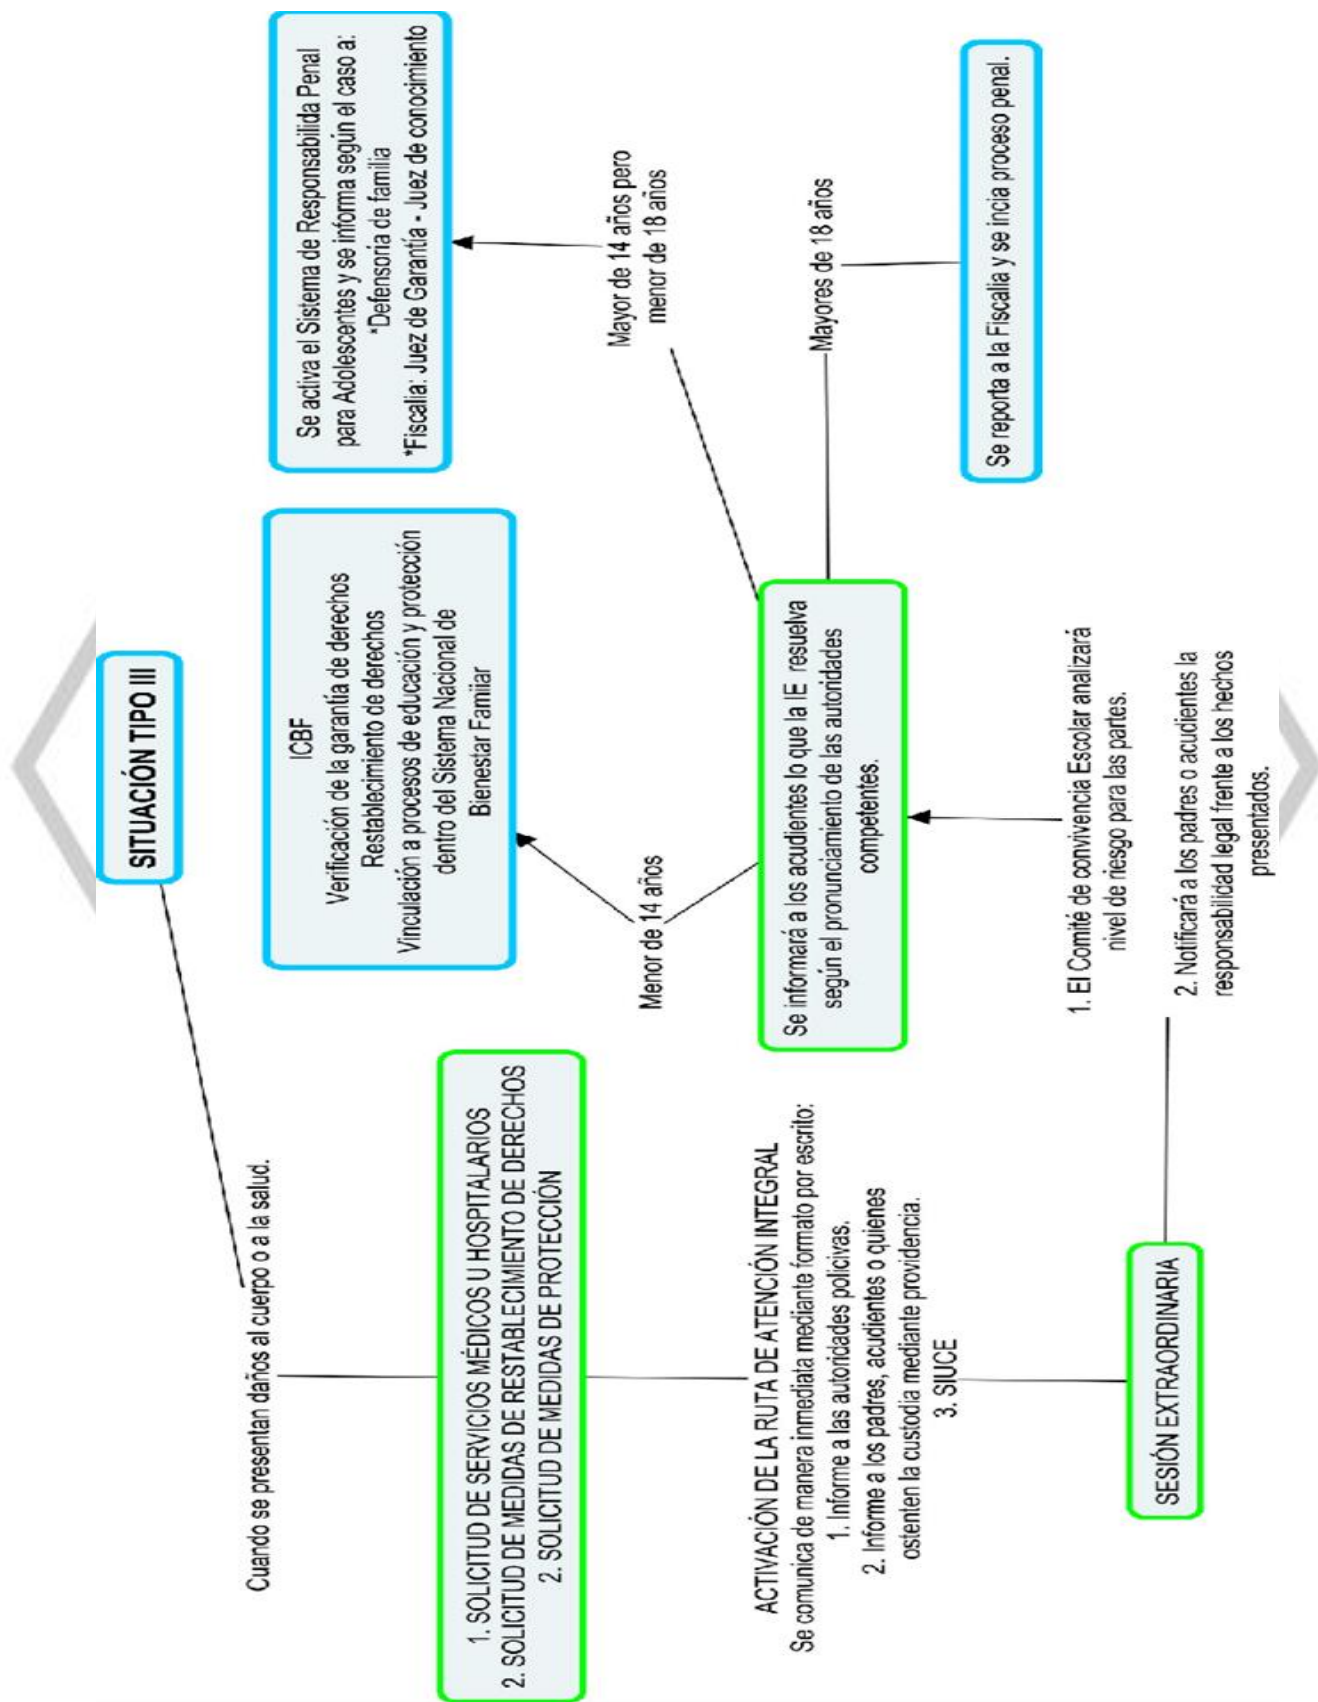 SITUACIÓN TIPO III
Cuando se presentan daños al cuerpo o a la salud.
1. SOLICITUD DE SERVICIOS MÉDICOS U HOSPITALARIOS
2. SOLICITUD DE MEDIDAS DE RESTABLECIMIENTO DE DERECHOS
2. SOLICITUD DE MEDIDAS DE PROTECCIÓN
ACTIVACIÓN DE LA RUTA DE ATENCIÓN INTEGRAL
Se comunica de manera inmediata mediante formato por escrito:
1. Informe a las autoridades policivas.
2. Informe a los padres, acudientes o quienes
ostenten la custodia mediante providencia.
3. SIUCE
SESIÓN EXTRAORDINARIA
1. El Comité de convivencia Escolar analizará
nivel de riesgo para las partes.
2. Notificará a los padres o acudientes la
responsabilidad legal frente a los hechos
presentados.
Se informará a los acudientes lo que la IE resuelva
según el pronunciamiento de las autoridades
competentes.
Menor de 14 años
ICBF
Verificación de la garantía de derechos
Restablecimiento de derechos
Vinculación a procesos de educación y protección
dentro del Sistema Nacional de
Bienestar Famiiar
Mayor de 14 años pero
menor de 18 años
Se activa el Sistema de Responsabilida Penal
para Adolescentes y se informa según el caso a:
*Defensoria de familia
*Fiscalia: Juez de Garantía - Juez de conocimiento
Mayores de 18 años
Se reporta a la Fiscalia y se incia proceso penal.